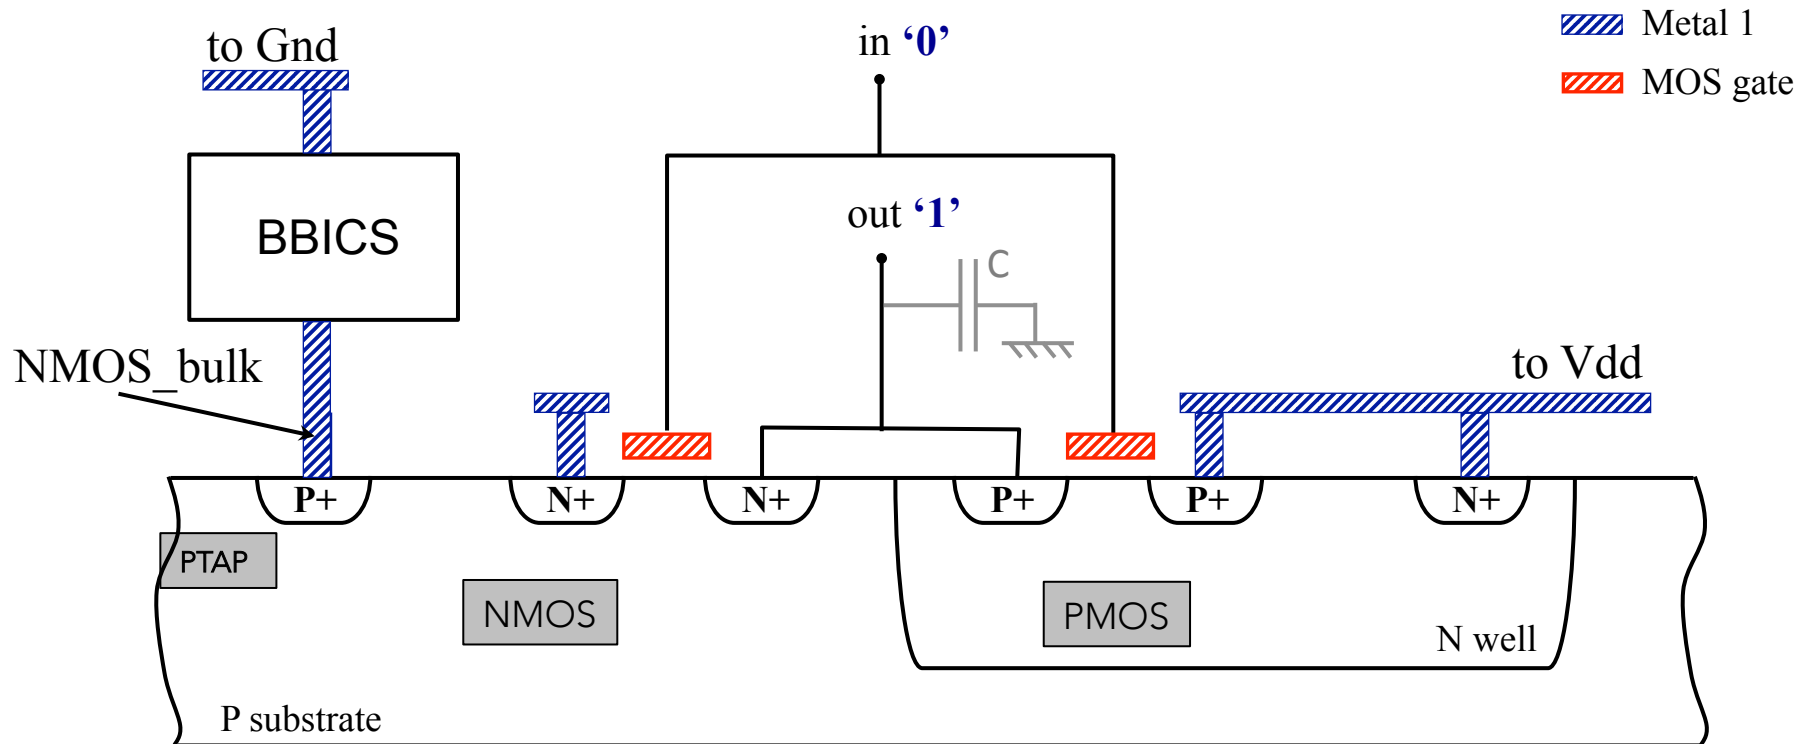 to Gnd
in ‘0’
Metal 1
MOS gate
BBICS
out ‘1’
C
NMOS_bulk
to Vdd
P+
N+
N+
P+
P+
N+
PTAP
NMOS
PMOS
N well
P substrate